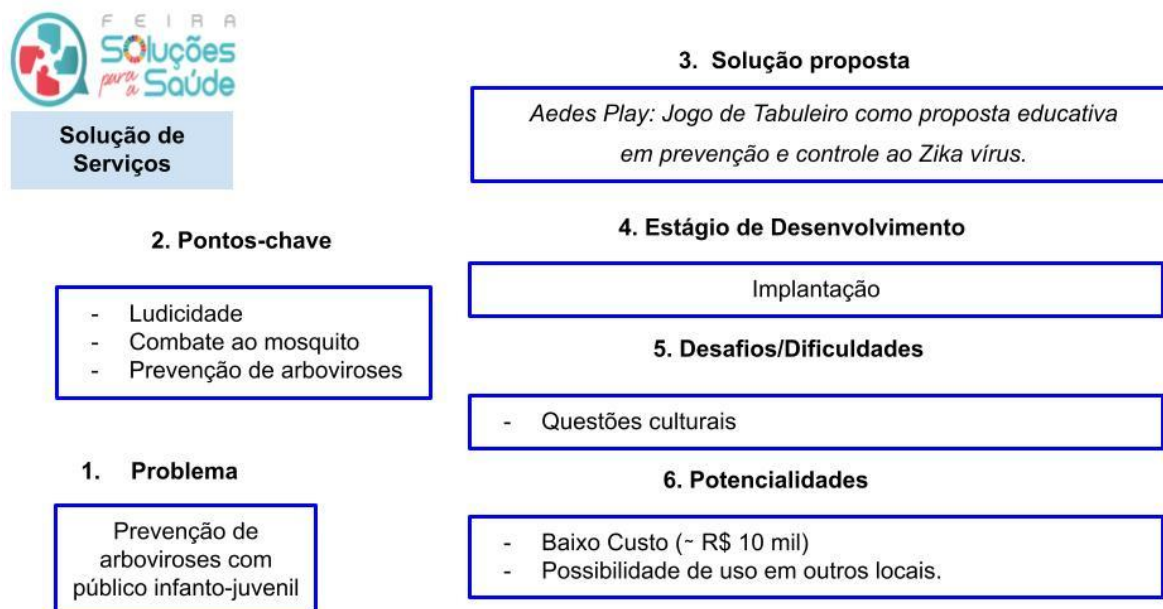 FEIRA
Soluções
para a Saúde
Solução de
Serviços
2. Pontos-chave
- Ludicidade
- Combate ao mosquito
- Prevenção de arboviroses
1. Problema
Prevenção de
arboviroses com
público infanto-juvenil
3. Solução proposta
Aedes Play: Jogo de Tabuleiro como proposta educativa
em prevenção e controle ao Zika vírus.
4. Estágio de Desenvolvimento
Implantação
5. Desafios/Dificuldades
- Questões culturais
6. Potencialidades
- Baixo Custo (~ R$ 10 mil)
- Possibilidade de uso em outros locais.